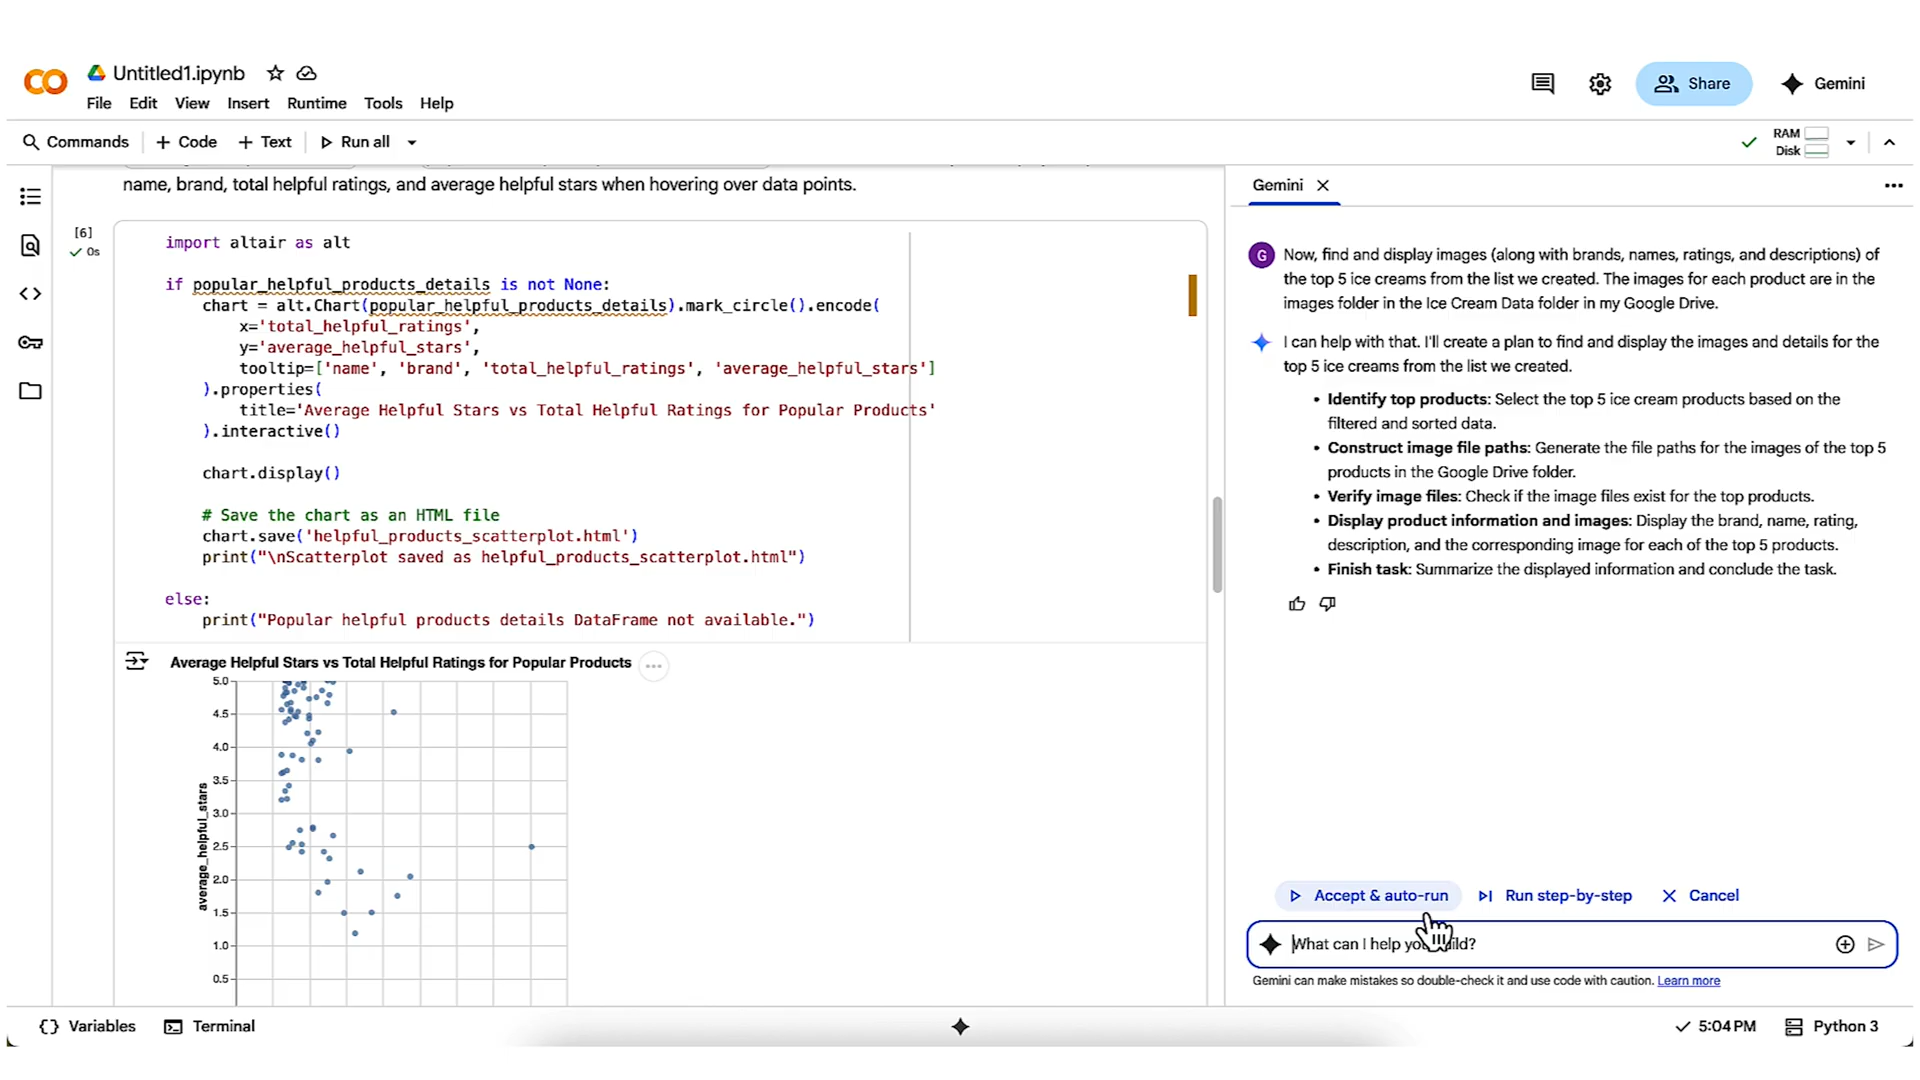 Untitled1.ipynb
File Edit View Insert Runtime Tools Help
Share
Gemini
Commands + Code + Text Run all
RAM
Disk
name, brand, total helpful ratings, and average helpful stars when hovering over data points.
[6]
0s
import altair as alt
if popular_helpful_products_details is not None:
chart = alt.Chart(popular_helpful_products_details).mark_circle().encode(
x='total_helpful_ratings',
y='average_helpful_stars',
tooltip=['name', 'brand', 'total_helpful_ratings', 'average_helpful_stars']
).properties(
title='Average Helpful Stars vs Total Helpful Ratings for Popular Products'
).interactive()
chart.display()
# Save the chart as an HTML file
chart.save('helpful_products_scatterplot.html')
print("\nScatterplot saved as helpful_products_scatterplot.html")
else:
print("Popular helpful products details DataFrame not available.")
Average Helpful Stars vs Total Helpful Ratings for Popular Products
5.0
4.5
4.0
3.5
3.0
2.5
2.0
1.5
1.0
0.5
average_helpful_stars
Gemini
G
Now, find and display images (along with brands, names, ratings, and descriptions) of
the top 5 ice creams from the list we created. The images for each product are in the
images folder in the Ice Cream Data folder in my Google Drive.
I can help with that. I'll create a plan to find and display the images and details for the
top 5 ice creams from the list we created.
• Identify top products: Select the top 5 ice cream products based on the
filtered and sorted data.
• Construct image file paths: Generate the file paths for the images of the top 5
products in the Google Drive folder.
• Verify image files: Check if the image files exist for the top products.
• Display product information and images: Display the brand, name, rating,
description, and the corresponding image for each of the top 5 products.
• Finish task: Summarize the displayed information and conclude the task.
Accept & auto-run Run step-by-step Cancel
What can I help you build?
Gemini can make mistakes so double-check it and use code with caution. Learn more
Variables Terminal
5:04 PM Python 3